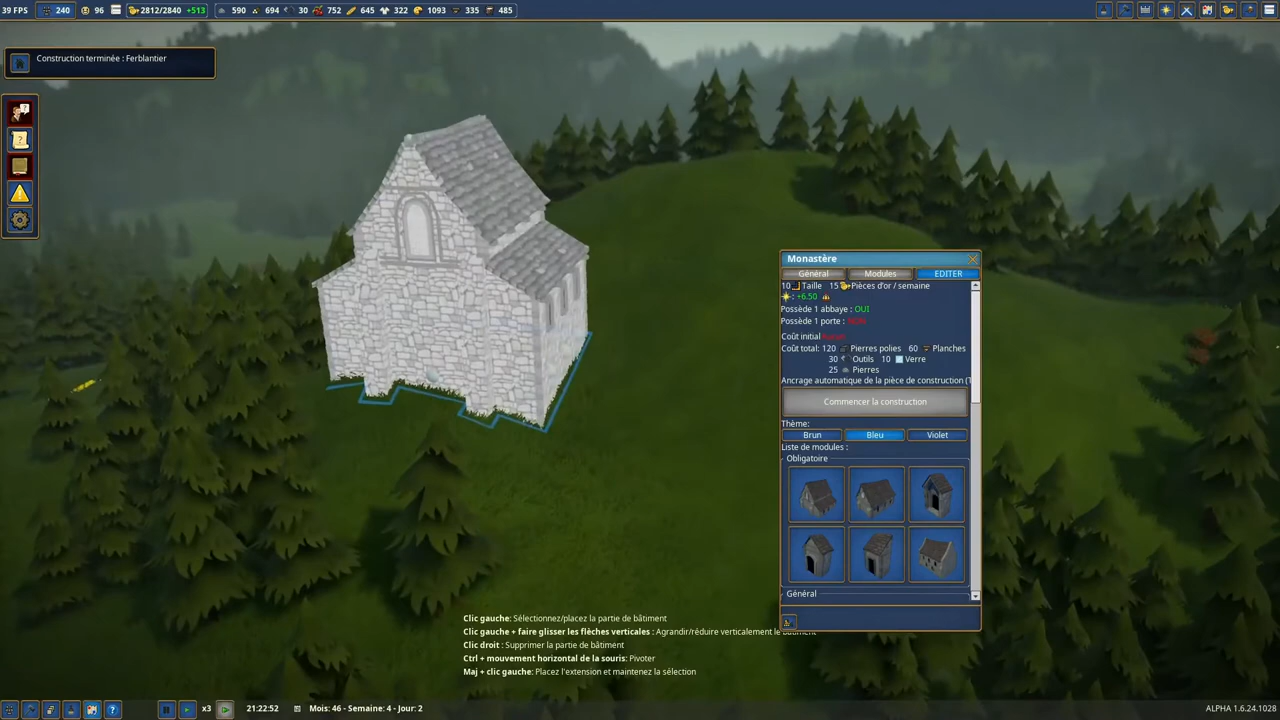 39 FPS 240 96 2812/2840 +513 590 694 30 752 645 322 1093 335 485
Construction terminée : Ferblantier
Monastère
Général Modules EDITER
10 Taille 15 Pièces d'or / semaine
: +6.50
Possède 1 abbaye : OUI
Possède 1 porte :
Coût initial
Coût total: 120 Pierres polies 60 Planches
30 Outils 10 Verre
25 Pierres
Ancrage automatique de la pièce de construction (
Commencer la construction
Thème:
Brun Bleu Violet
Liste de modules :
Obligatoire
Général
Clic gauche: Sélectionnez/placez la partie de bâtiment
Clic gauche + faire glisser les flèches verticales : Agrandir/réduire verticalement le bâtiment
Clic droit : Supprimer la partie de bâtiment
Ctrl + mouvement horizontal de la souris: Pivoter
Maj + clic gauche: Placez l'extension et maintenez la sélection
x3 21:22:52 Mois: 46 - Semaine: 4 - Jour: 2
ALPHA 1.6.24.1028